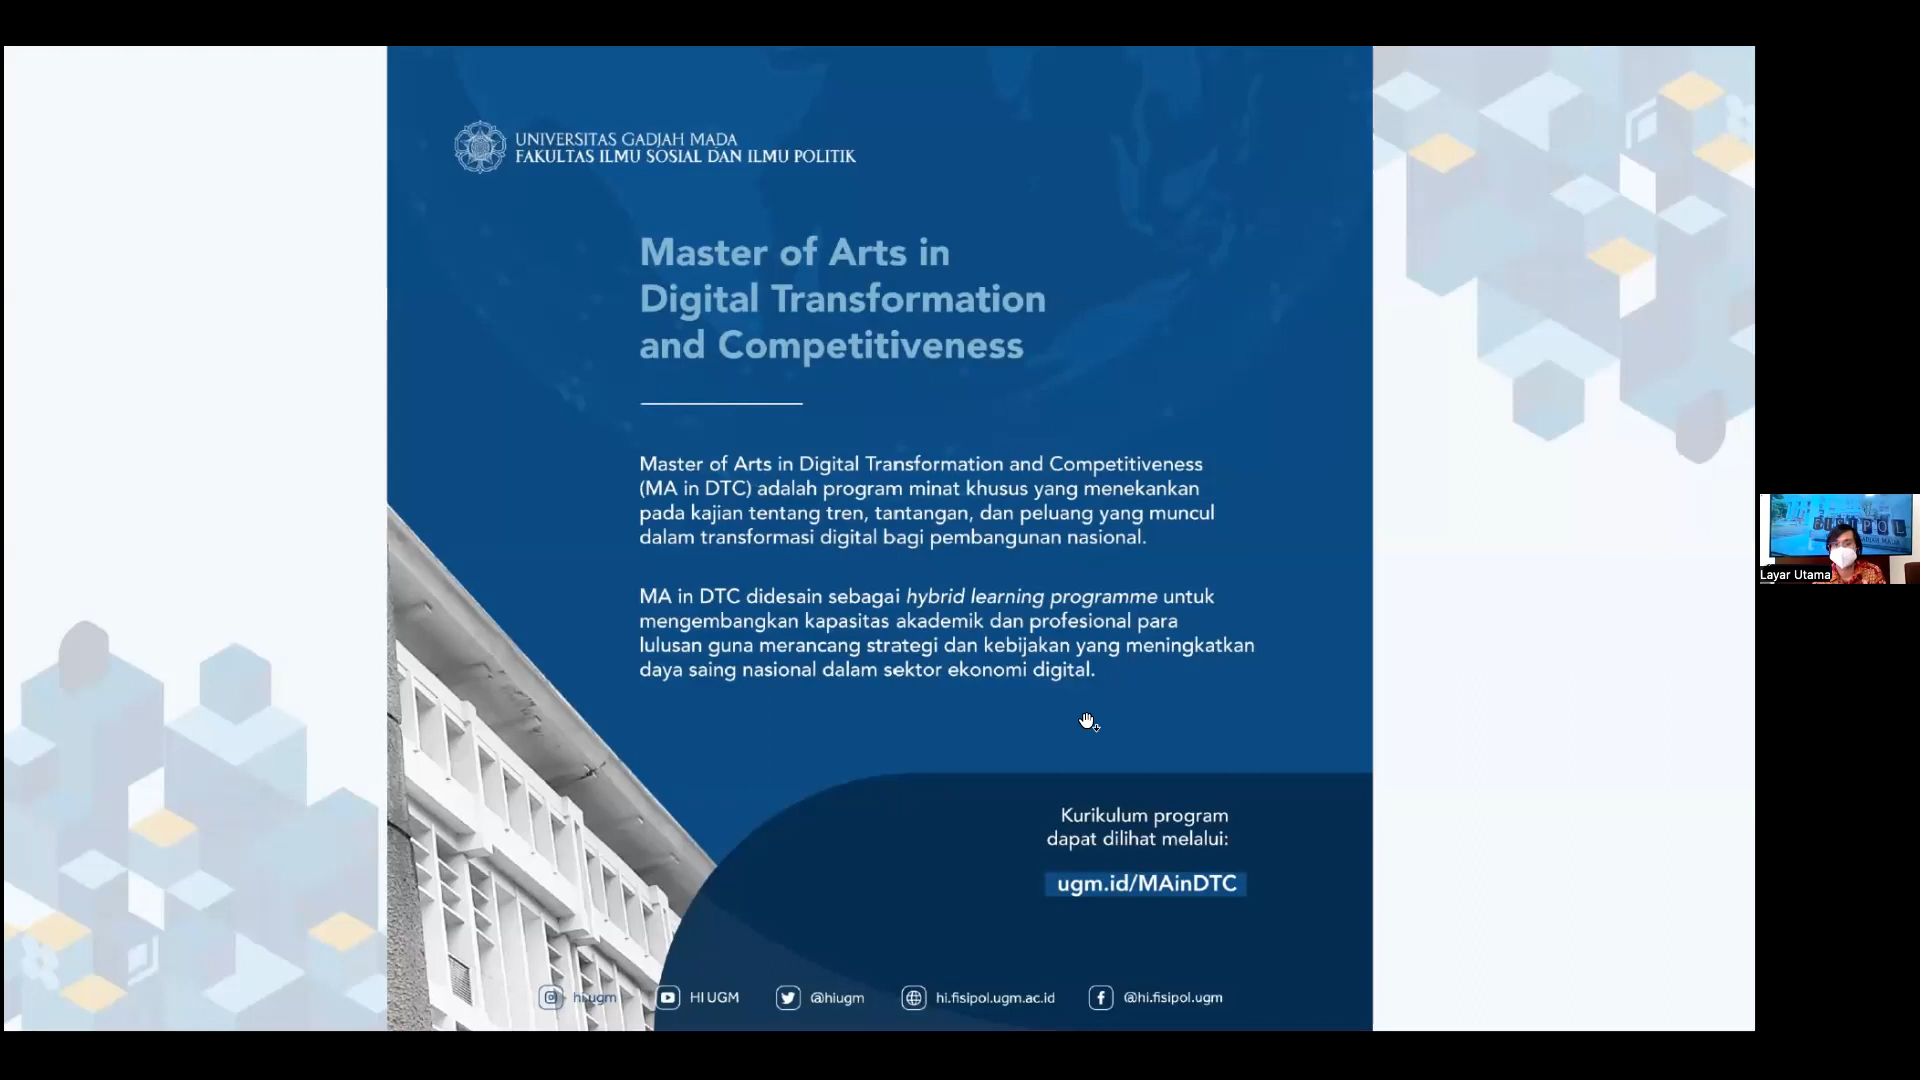 UNIVERSITAS GADJAH MADA
FAKULTAS ILMU SOSIAL DAN ILMU POLITIK
Master of Arts in
Digital Transformation
and Competitiveness
Master of Arts in Digital Transformation and Competitiveness
(MA in DTC) adalah program minat khusus yang menekankan
pada kajian tentang tren, tantangan, dan peluang yang muncul
dalam transformasi digital bagi pembangunan nasional.
MA in DTC didesain sebagai hybrid learning programme untuk
mengembangkan kapasitas akademik dan profesional para
lulusan guna merancang strategi dan kebijakan yang meningkatkan
daya saing nasional dalam sektor ekonomi digital.
Kurikulum program
dapat dilihat melalui:
ugm.id/MAinDTC
hi.ugm
HI UGM
@hiugm
hi.fisipol.ugm.ac.id
@hi.fisipol.ugm
FISIPOL
Layar Utama